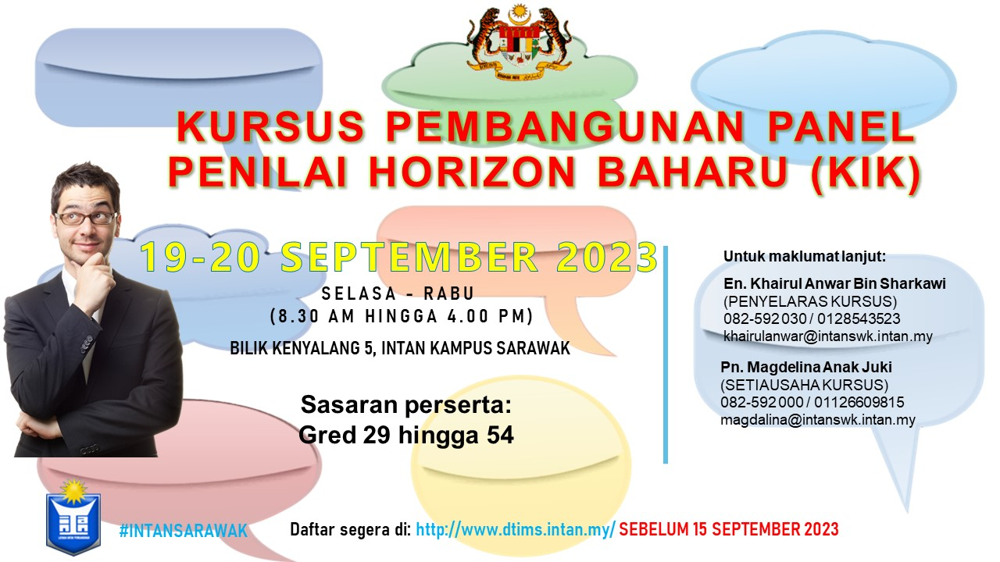 KURSUS PEMBANGUNAN PANEL
PENILAI HORIZON BAHARU (KIK)
19-20 SEPTEMBER 2023
SELASA - RABU
(8.30 AM HINGGA 4.00 PM)
BILIK KENYALANG 5, INTAN KAMPUS SARAWAK
Sasaran perserta:
Gred 29 hingga 54
Untuk maklumat lanjut:
En. Khairul Anwar Bin Sharkawi
(PENYELARAS KURSUS)
082-592 030 / 0128543523
khairulanwar@intanswk.intan.my
Pn. Magdelina Anak Juki
(SETIAUSAHA KURSUS)
082-592 000 / 01126609815
magdalina@intanswk.intan.my
#INTANSARAWAK
Daftar segera di: http://www.dtims.intan.my/ SEBELUM 15 SEPTEMBER 2023